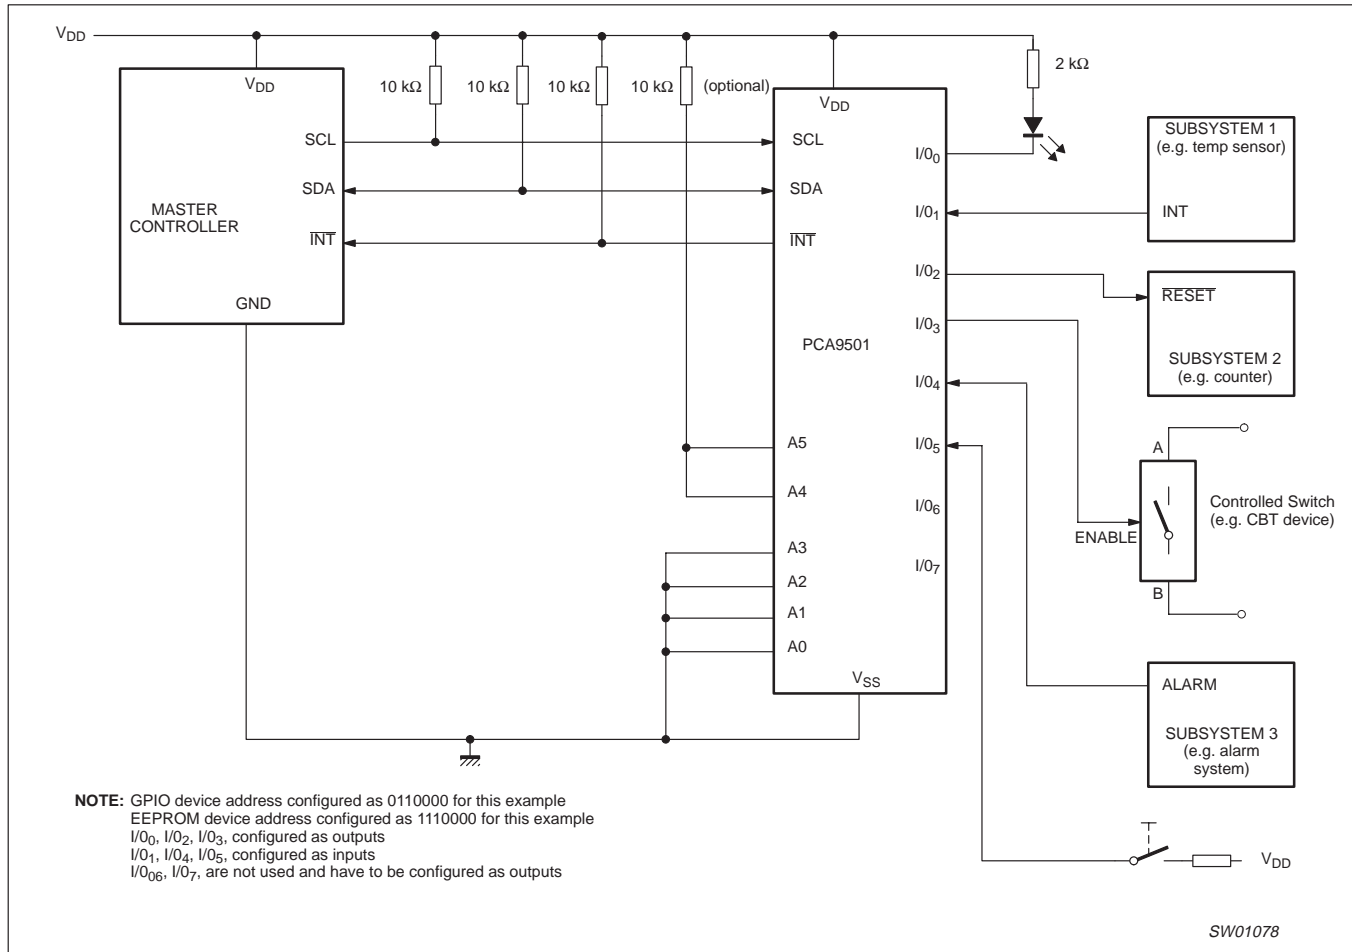 VDD
VDD
10 kΩ
10 kΩ
10 kΩ
10 kΩ
(optional)
2 kΩ
MASTER
CONTROLLER
SCL
SDA
INT
GND
VDD
SCL
SDA
INT
PCA9501
A5
A4
A3
A2
A1
A0
VSS
I/00
I/01
I/02
I/03
I/04
I/05
I/06
I/07
SUBSYSTEM 1
(e.g. temp sensor)
INT
RESET
SUBSYSTEM 2
(e.g. counter)
A
ENABLE
B
Controlled Switch
(e.g. CBT device)
ALARM
SUBSYSTEM 3
(e.g. alarm
system)
VDD
NOTE: GPIO device address configured as 0110000 for this example
EEPROM device address configured as 1110000 for this example
I/00, I/02, I/03, configured as outputs
I/01, I/04, I/05, configured as inputs
I/006, I/07, are not used and have to be configured as outputs
SW01078